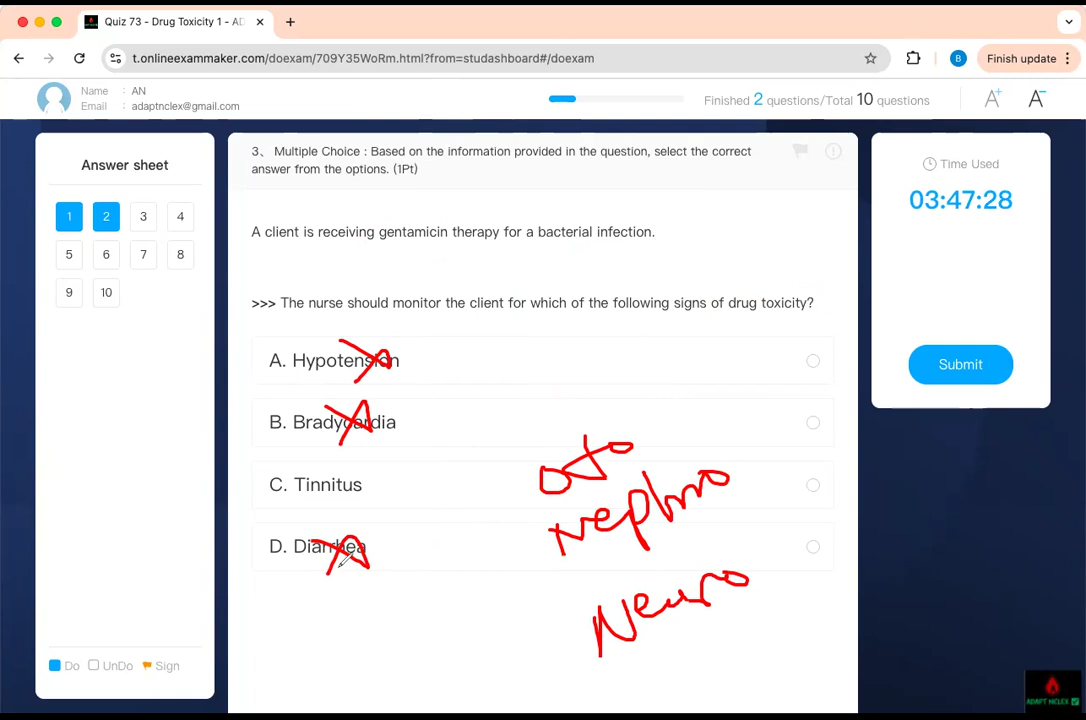 Quiz 73 - Drug Toxicity 1 - AD
t.onlineexammaker.com/doexam/709Y35WoRm.html?from=studashboard#/doexam
B
Finish update
Name : AN
Email : adaptnclex@gmail.com
Finished 2 questions/Total 10 questions
A+
A-
Answer sheet
1 2 3 4
5 6 7 8
9 10
Do UnDo Sign
3、 Multiple Choice : Based on the information provided in the question, select the correct
answer from the options. (1Pt)
A client is receiving gentamicin therapy for a bacterial infection.
>>> The nurse should monitor the client for which of the following signs of drug toxicity?
A. Hypotension
B. Bradycardia
C. Tinnitus
D. Diarrhea
oto
Nephro
Neuro
Time Used
03:47:28
Submit
ADAPT NCLEX